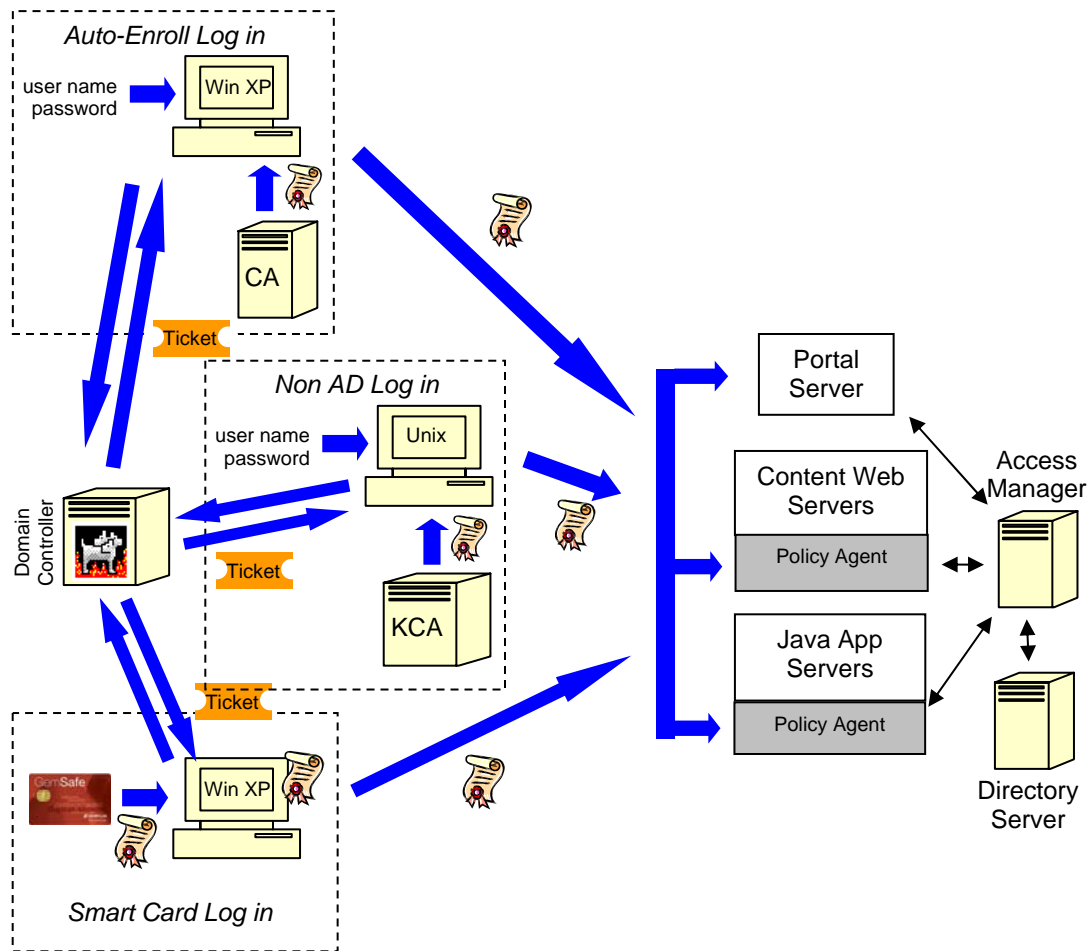 Auto-Enroll Log in
user name
password
Win XP
CA
Ticket
Non AD Log in
user name
password
Unix
Ticket
KCA
Domain
Controller
Ticket
GemSafe
Win XP
Smart Card Log in
Portal
Server
Content Web
Servers
Policy Agent
Java App
Servers
Policy Agent
Access
Manager
Directory
Server